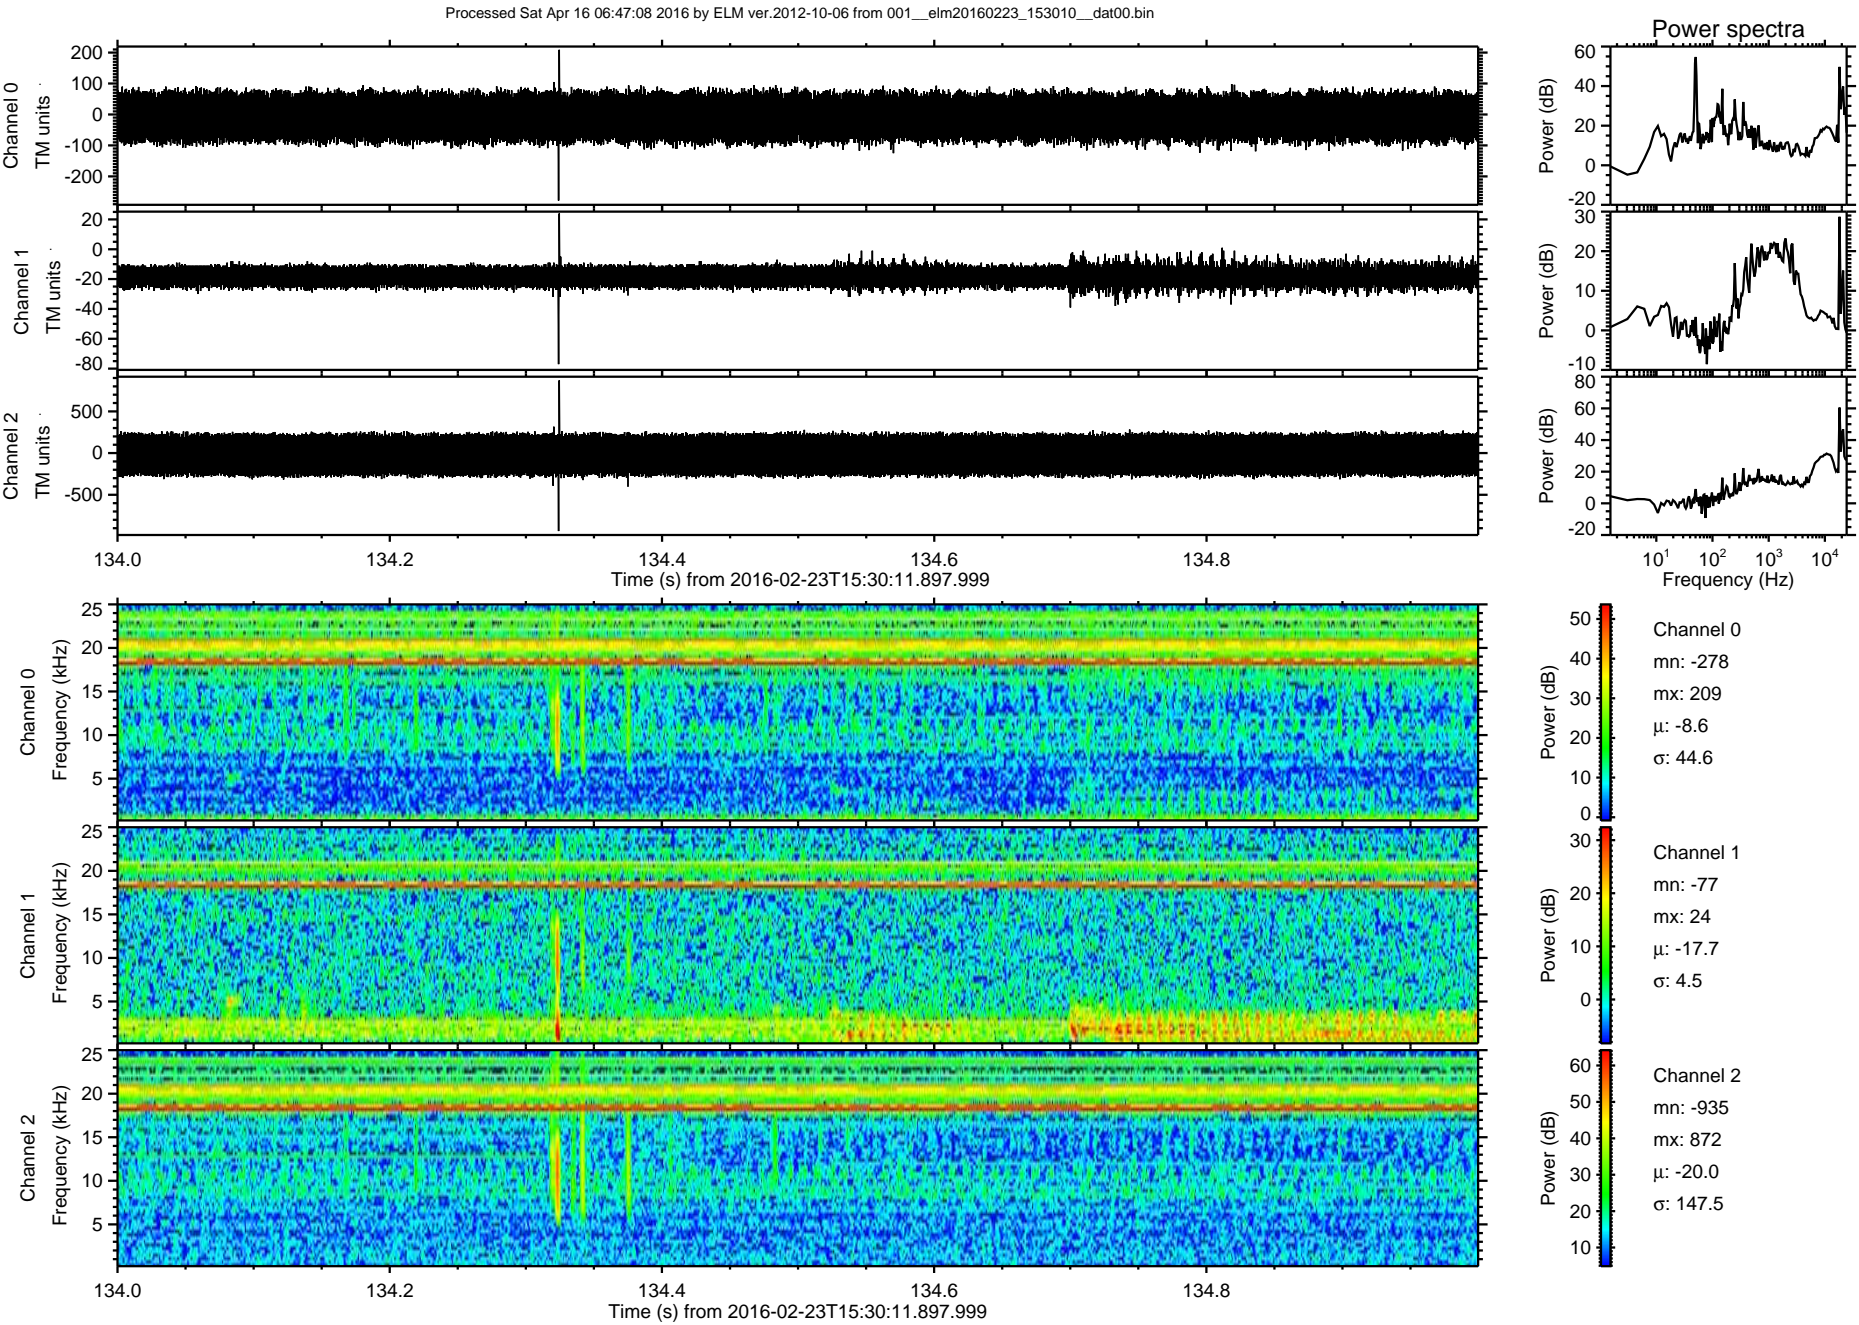 Processed Sat Apr 16 06:47:08 2016 by ELM ver.2012-10-06 from 001__elm20160223_153010__dat00.bin
Power spectra
Channel 0
TM units
200
100
0
-100
-200
Power (dB)
60
40
20
0
-20
Channel 1
TM units
20
0
-20
-40
-60
-80
Power (dB)
30
20
10
0
-10
Channel 2
TM units
500
0
-500
Power (dB)
80
60
40
20
0
-20
134.0 134.2 134.4 134.6 134.8
Time (s) from 2016-02-23T15:30:11.897.999
10^1 10^2 10^3 10^4
Frequency (Hz)
Channel 0
Frequency (kHz)
25
20
15
10
5
Power (dB)
50
40
30
20
10
0
Channel 0
mn: -278
mx: 209
μ: -8.6
σ: 44.6
Channel 1
Frequency (kHz)
25
20
15
10
5
Power (dB)
30
20
10
0
Channel 1
mn: -77
mx: 24
μ: -17.7
σ: 4.5
Channel 2
Frequency (kHz)
25
20
15
10
5
Power (dB)
60
50
40
30
20
10
Channel 2
mn: -935
mx: 872
μ: -20.0
σ: 147.5
134.0 134.2 134.4 134.6 134.8
Time (s) from 2016-02-23T15:30:11.897.999